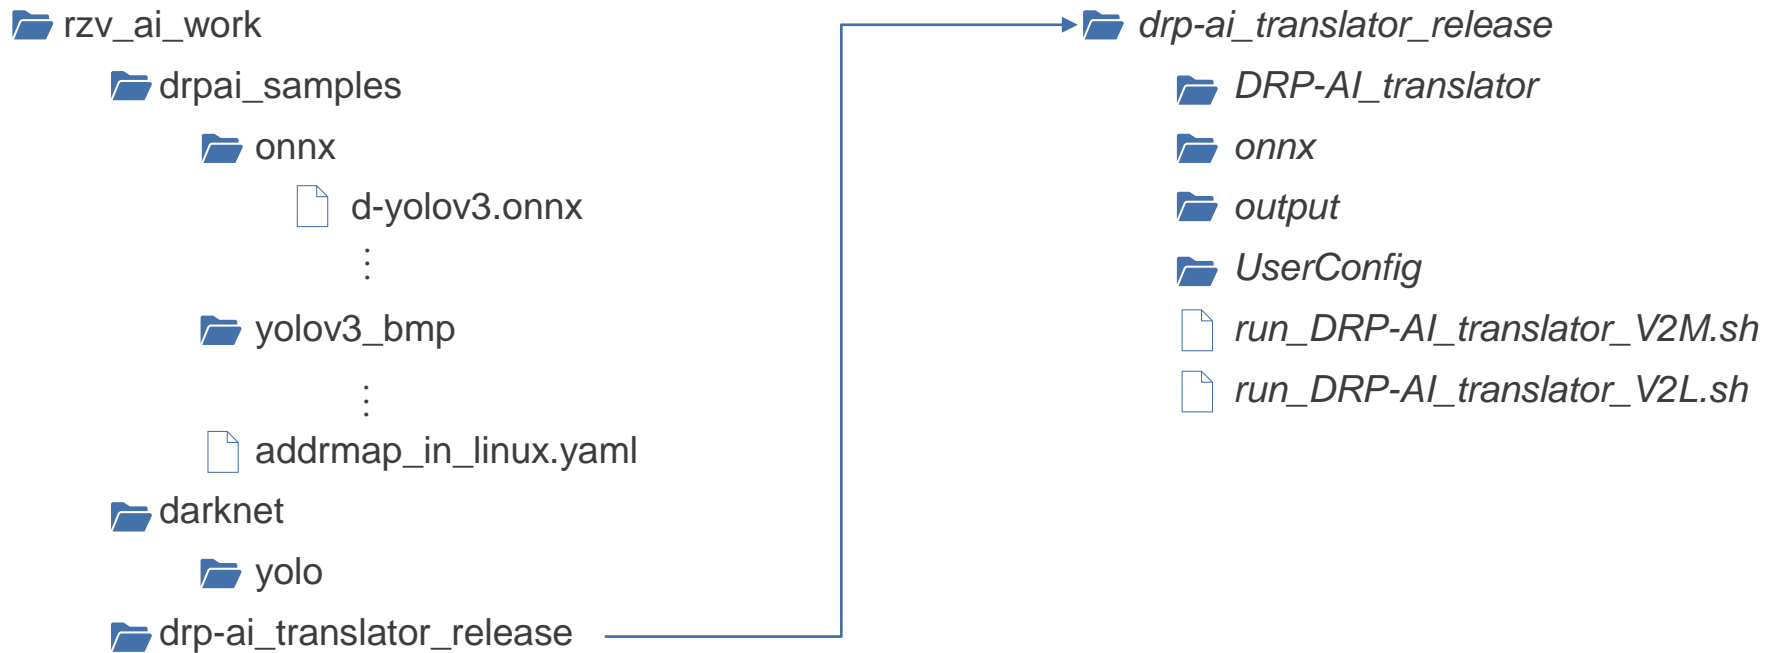 rzv_ai_work
drpai_samples
onnx
d-yolov3.onnx
⋮
yolov3_bmp
⋮
addrmap_in_linux.yaml
darknet
yolo
drp-ai_translator_release
drp-ai_translator_release
DRP-AI_translator
onnx
output
UserConfig
run_DRP-AI_translator_V2M.sh
run_DRP-AI_translator_V2L.sh